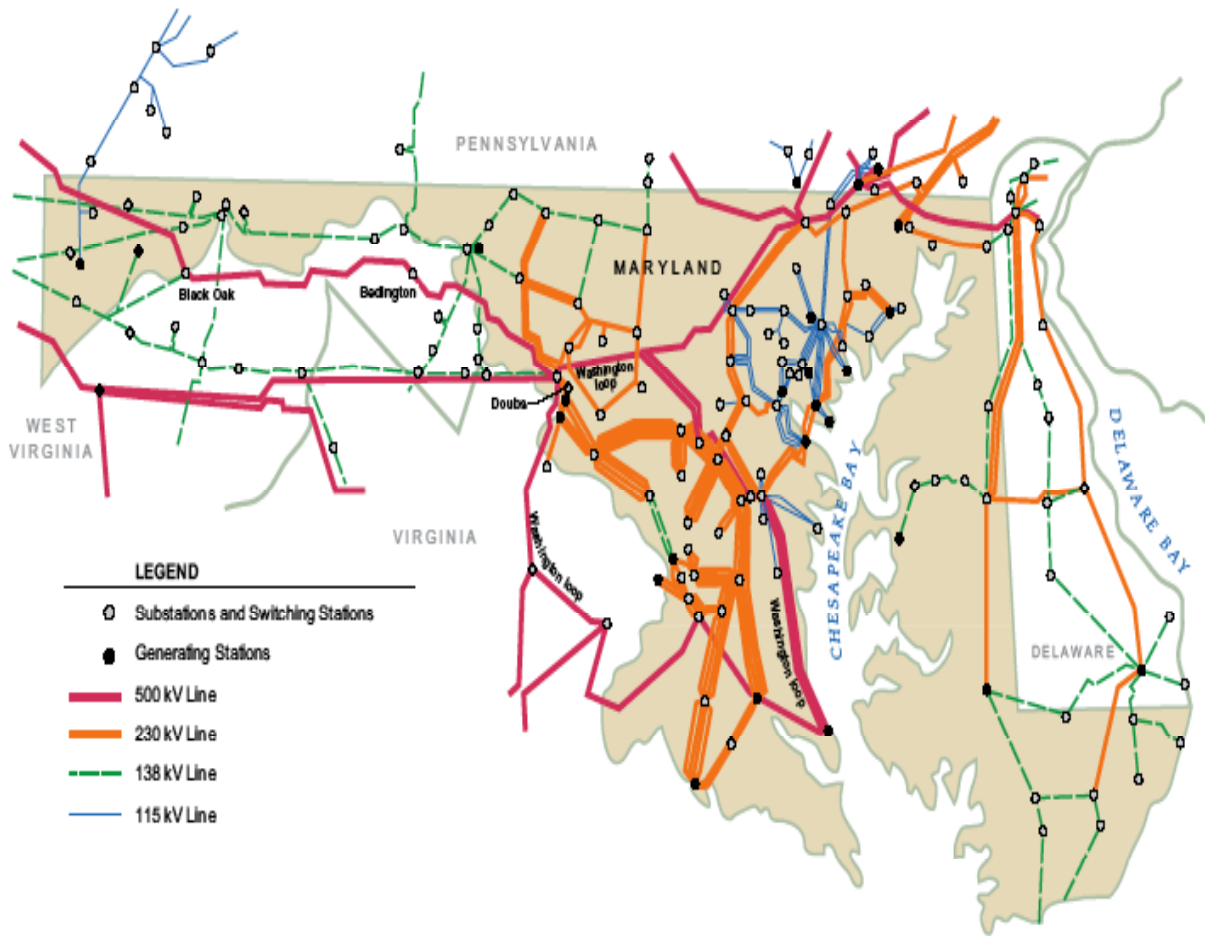 PENNSYLVANIA
MARYLAND
Black Oak
Bedington
Washington
loop
Doubs
WEST
VIRGINIA
VIRGINIA
Washington loop
Washington loop
CHESAPEAKE BAY
DELAWARE BAY
DELAWARE
LEGEND
Substations and Switching Stations
Generating Stations
500 kV Line
230 kV Line
138 kV Line
115 kV Line